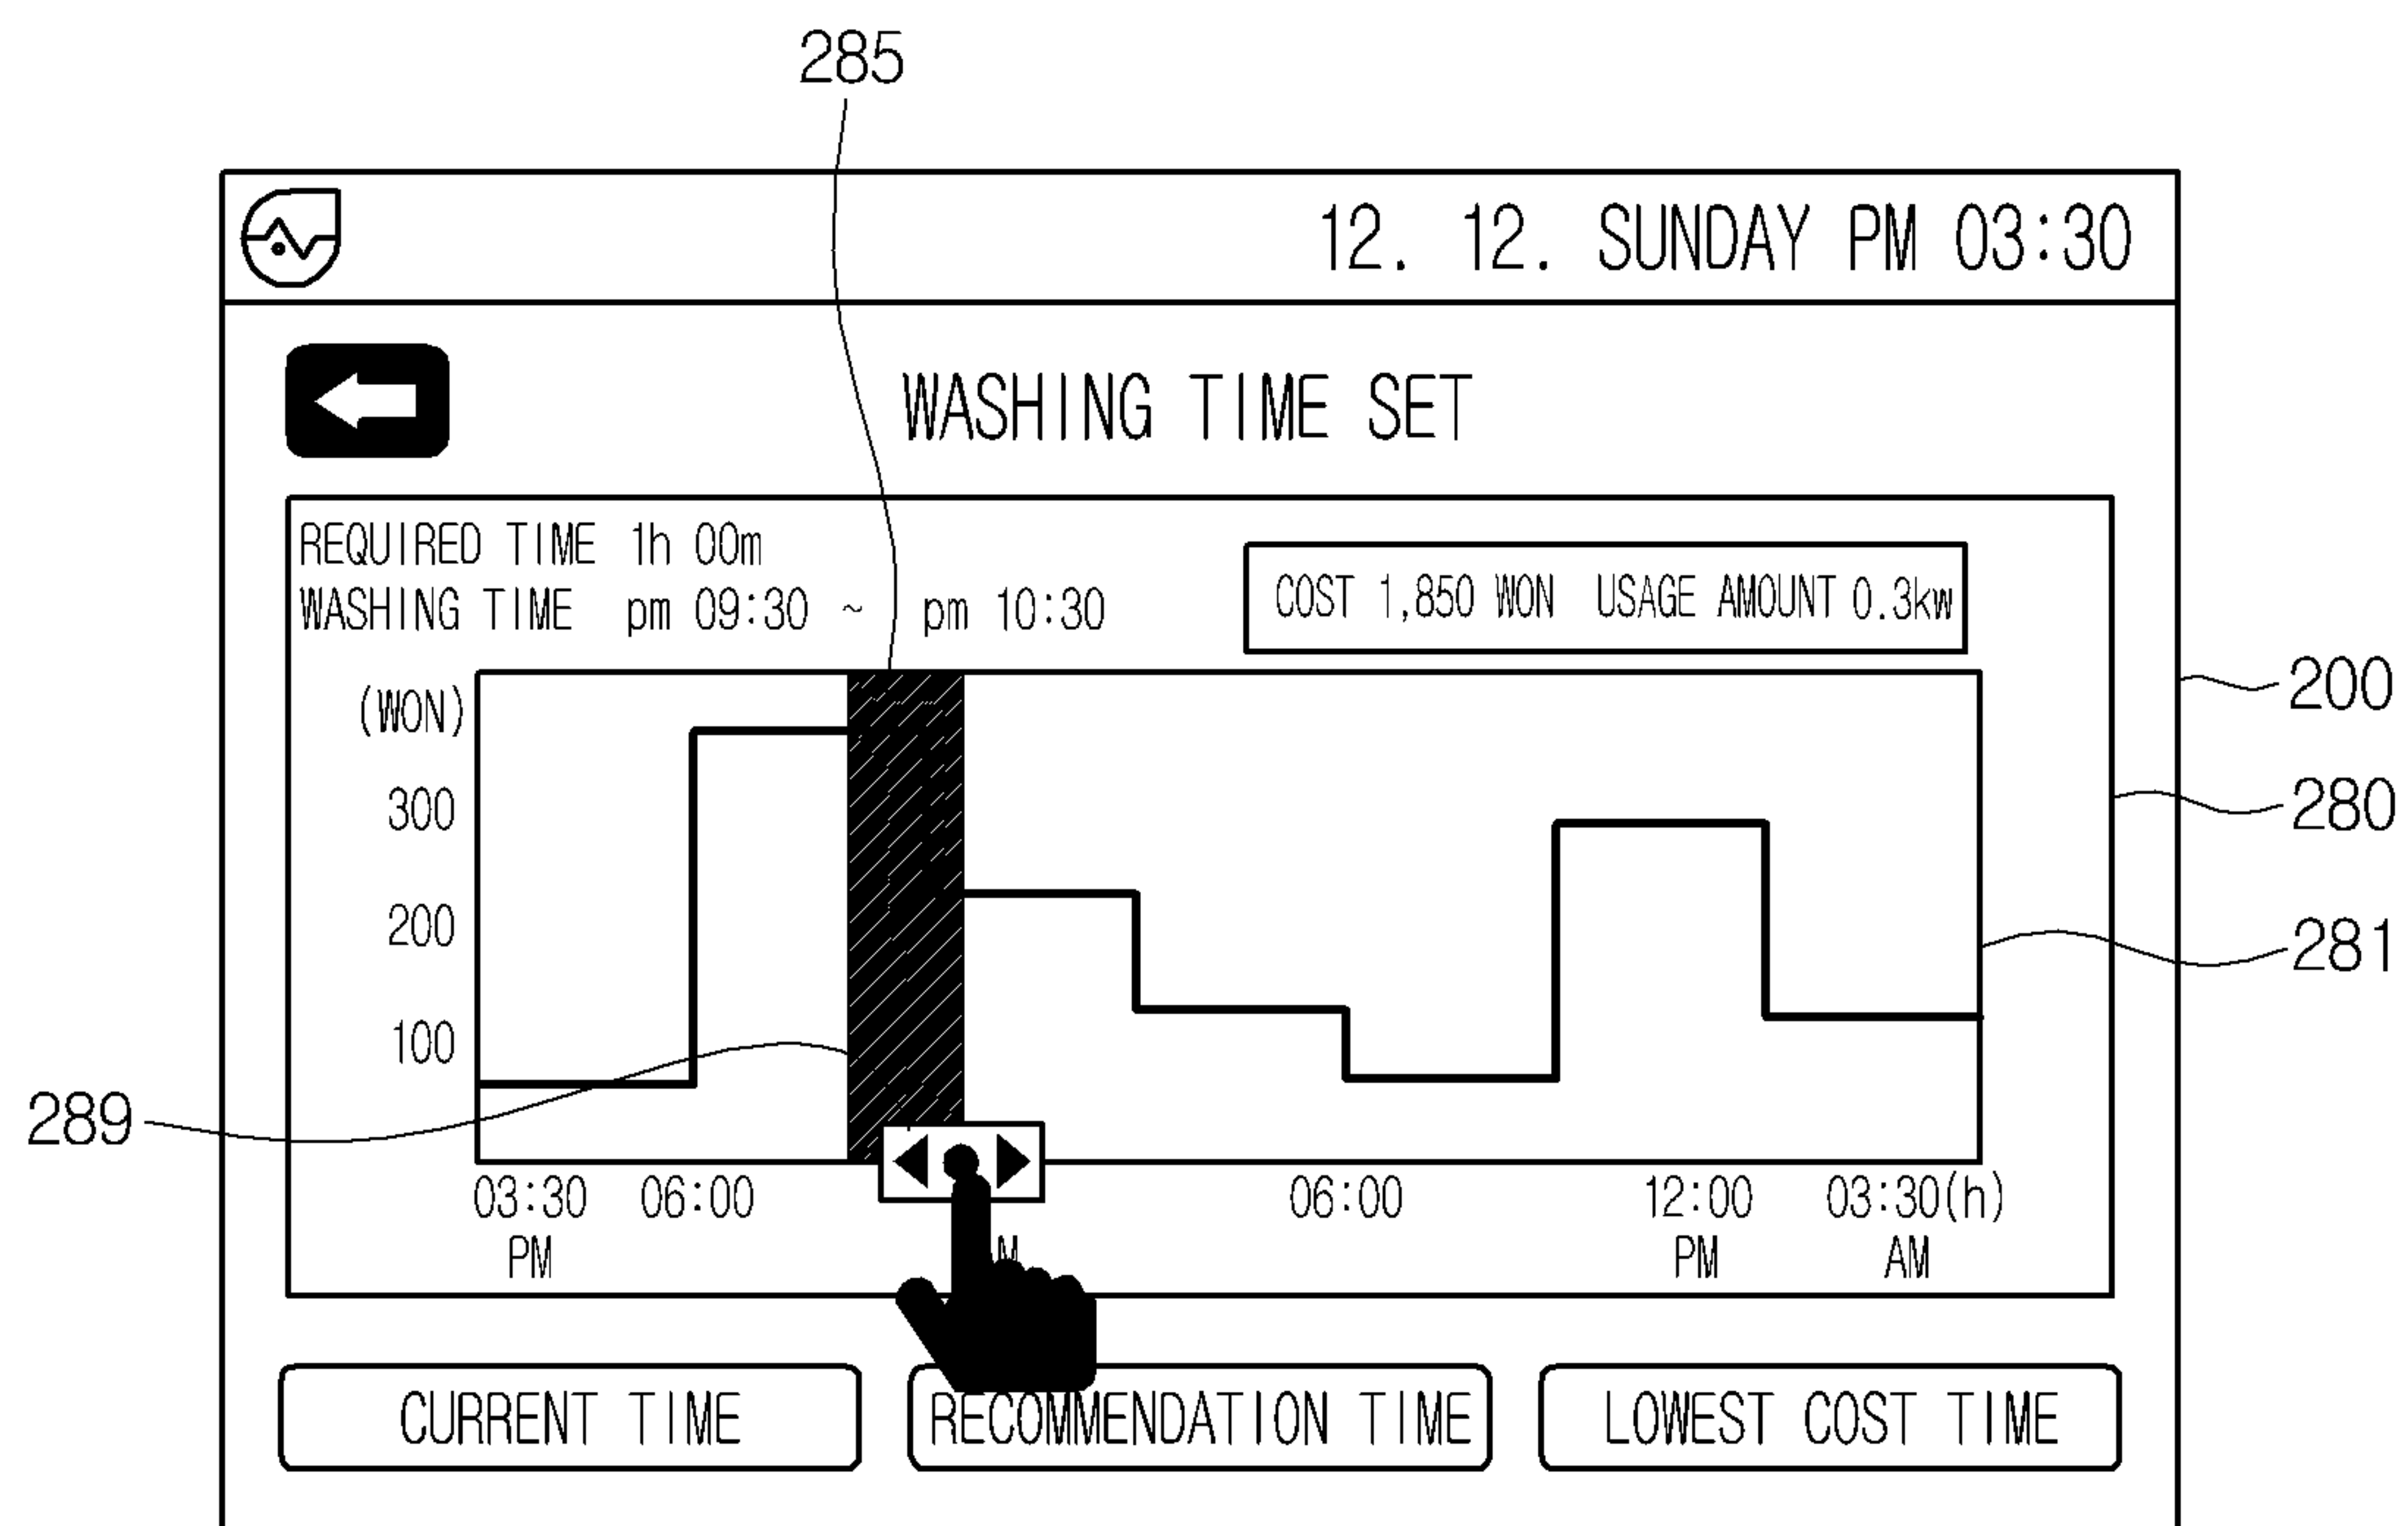 285
12. 12. SUNDAY PM 03:30
WASHING TIME SET
REQUIRED TIME 1h 00m
WASHING TIME pm 09:30 ~ pm 10:30
COST 1,850 WON USAGE AMOUNT 0.3kw
(WON)
300
200
100
200
280
281
289
03:30 06:00 06:00 12:00 03:30(h)
PM PM AM
CURRENT TIME RECOMMENDATION TIME LOWEST COST TIME